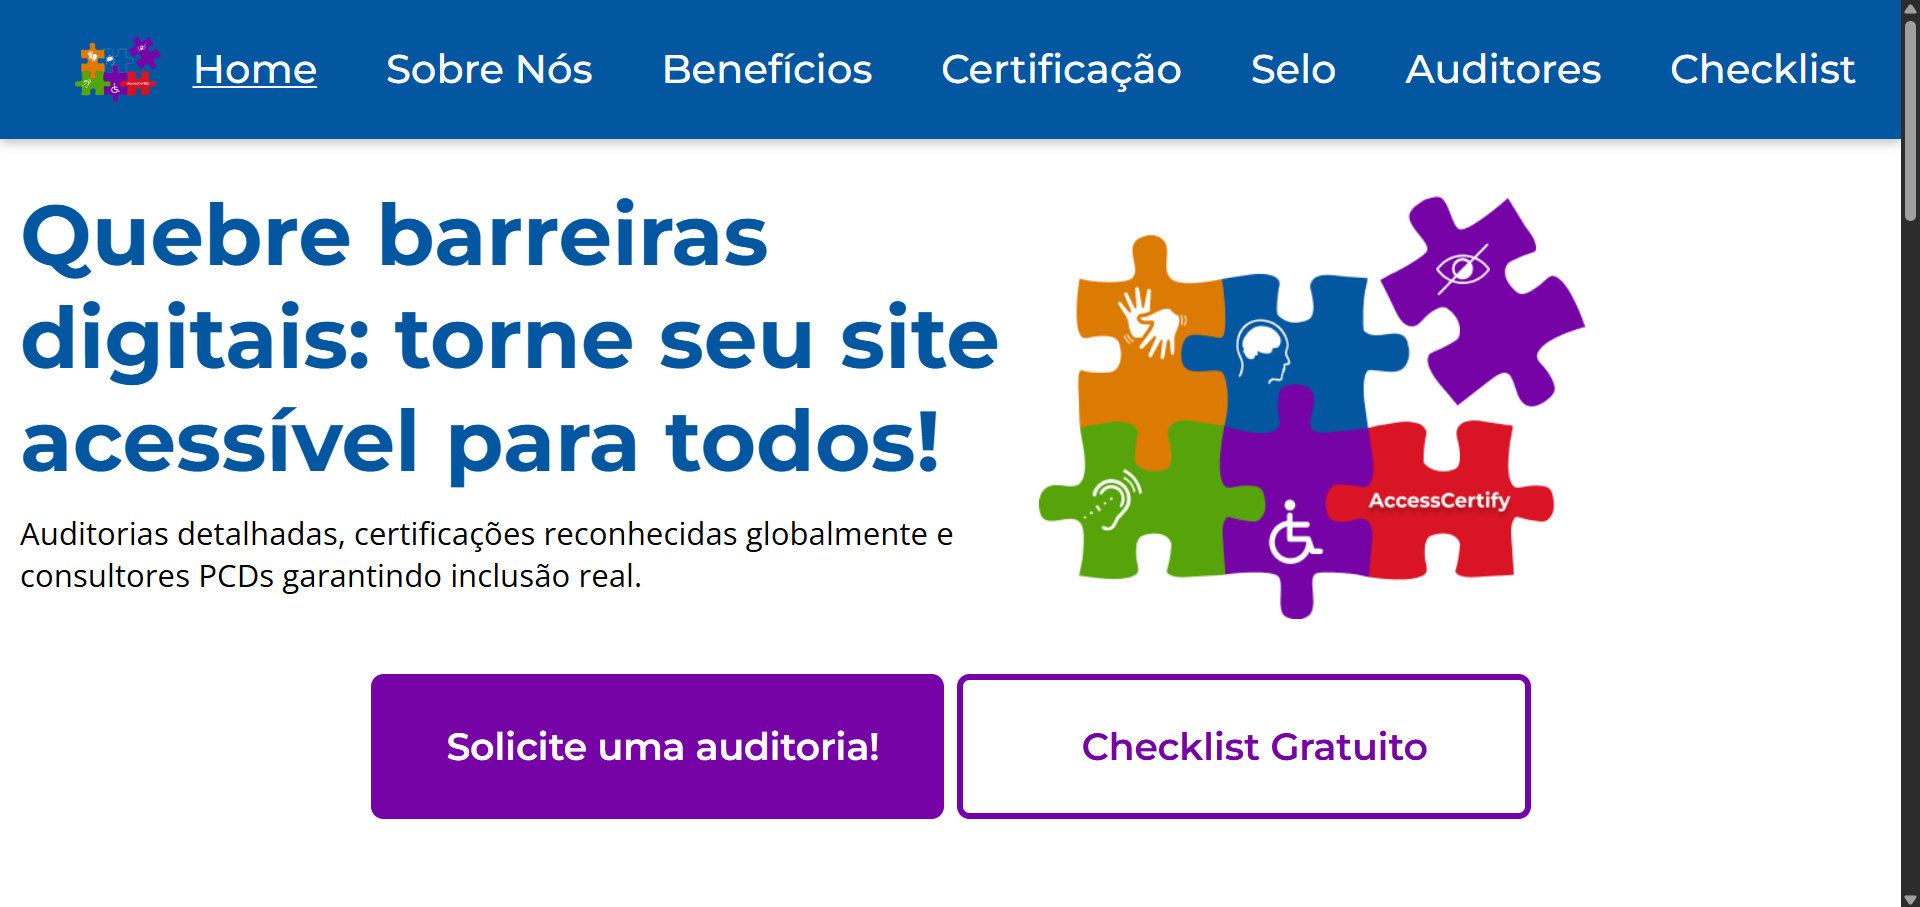 Home Sobre Nós Benefícios Certificação Selo Auditores Checklist
Quebre barreiras
digitais: torne seu site
acessível para todos!
Auditorias detalhadas, certificações reconhecidas globalmente e
consultores PCDs garantindo inclusão real.
AccessCertify
Solicite uma auditoria!
Checklist Gratuito